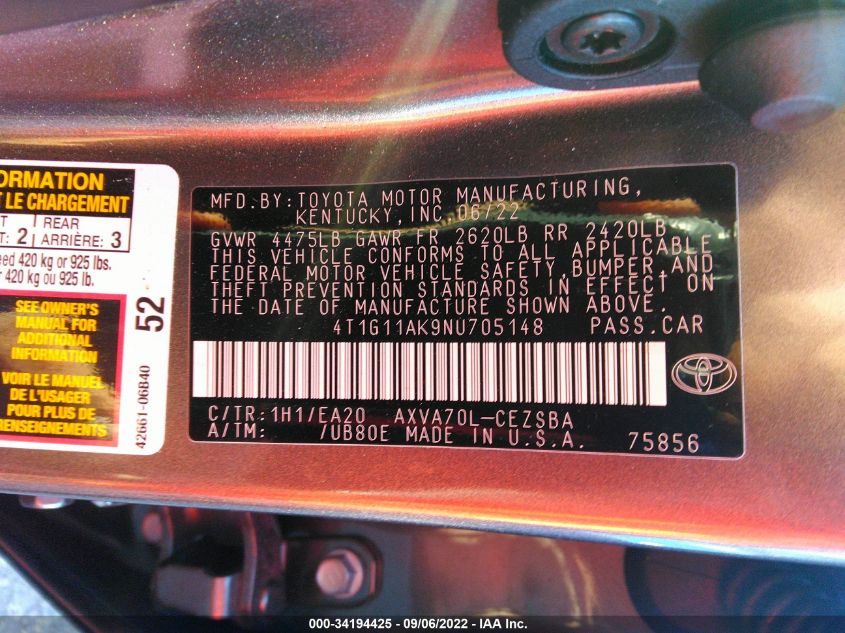 ORMATION
T LE CHARGEMENT
T
: 2
REAR
ARRIÈRE: 3
eed 420 kg or 925 lbs.
r 420 kg ou 925 lb.
SEE OWNER'S
MANUAL FOR
ADDITIONAL
INFORMATION
VOIR LE MANUEL
DE L'USAGER
POUR PLUS DE
RENSEIGNEMENTS
52
42661-06B40
MFD.BY:TOYOTA MOTOR MANUFACTURING,
KENTUCKY,INC.06/22
GVWR 4475LB GAWR FR 2620LB RR 2420LB
THIS VEHICLE CONFORMS TO ALL APPLICABLE
FEDERAL MOTOR VEHICLE SAFETY,BUMPER,AND
THEFT PREVENTION STANDARDS IN EFFECT ON
THE DATE OF MANUFACTURE SHOWN ABOVE.
4T1G11AK9NU705148 PASS.CAR
C/TR:1H1/EA20 AXVA70L-CEZSBA
A/TM: /UB80E MADE IN U.S.A. 75856
000-34194425 - 09/06/2022 - IAA Inc.